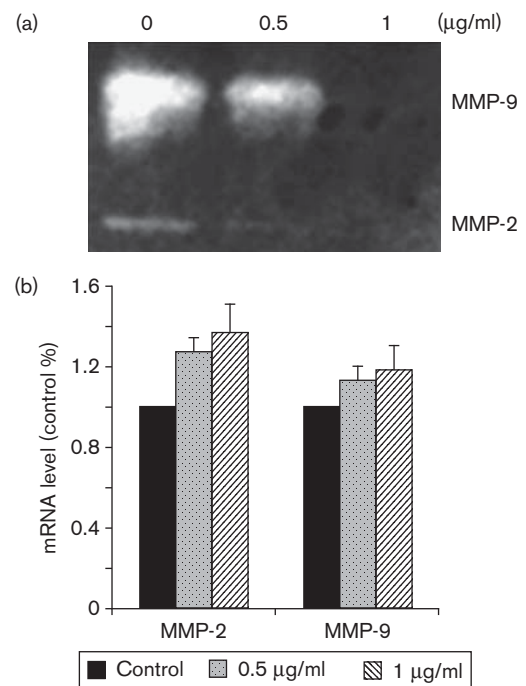 (a) 0 0.5 1 (μg/ml)
MMP-9
MMP-2
(b)
mRNA level (control %)
1.6
1.2
0.8
0.4
0
MMP-2 MMP-9
Control 0.5 μg/ml 1 μg/ml